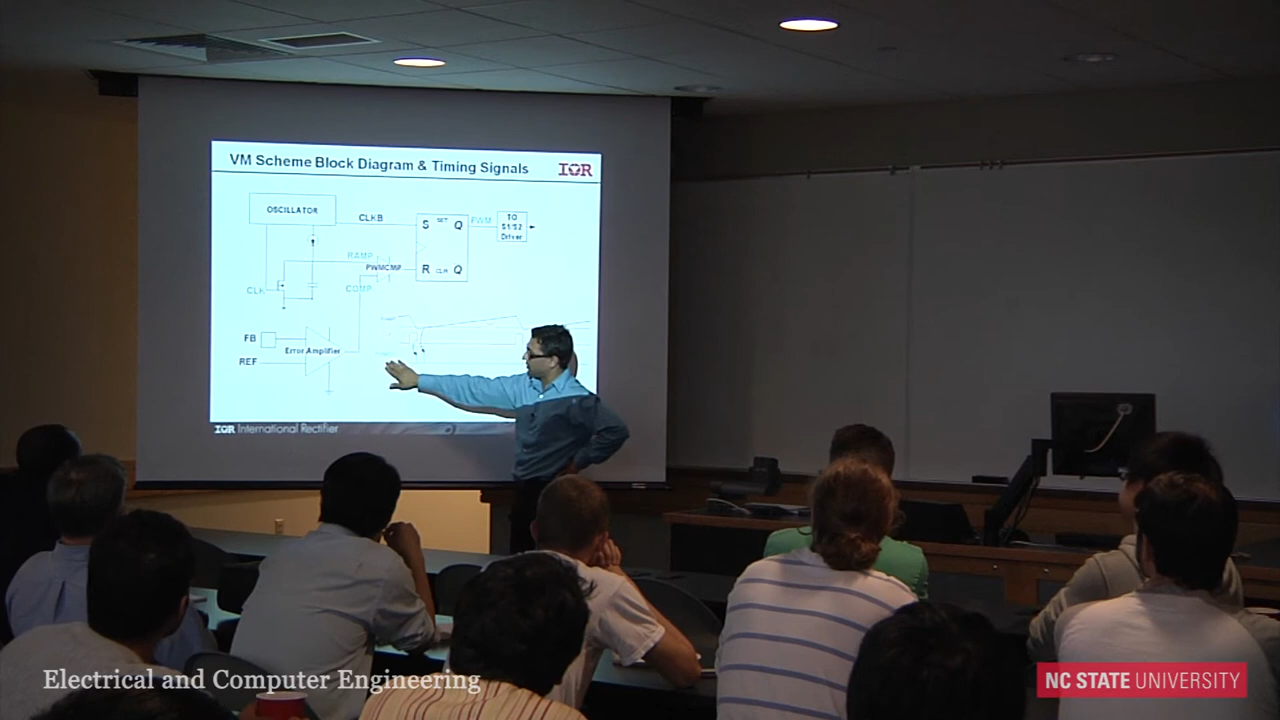 VM Scheme Block Diagram & Timing Signals
IOR
OSCILLATOR
CLKB
S SET Q
PWM
TO
S1/S2
Driver
RAMP
PWMCMP
R CLR Q
CLK
COMP
FB
Error Amplifier
REF
IOR International Rectifier
Electrical and Computer Engineering
NC STATE UNIVERSITY